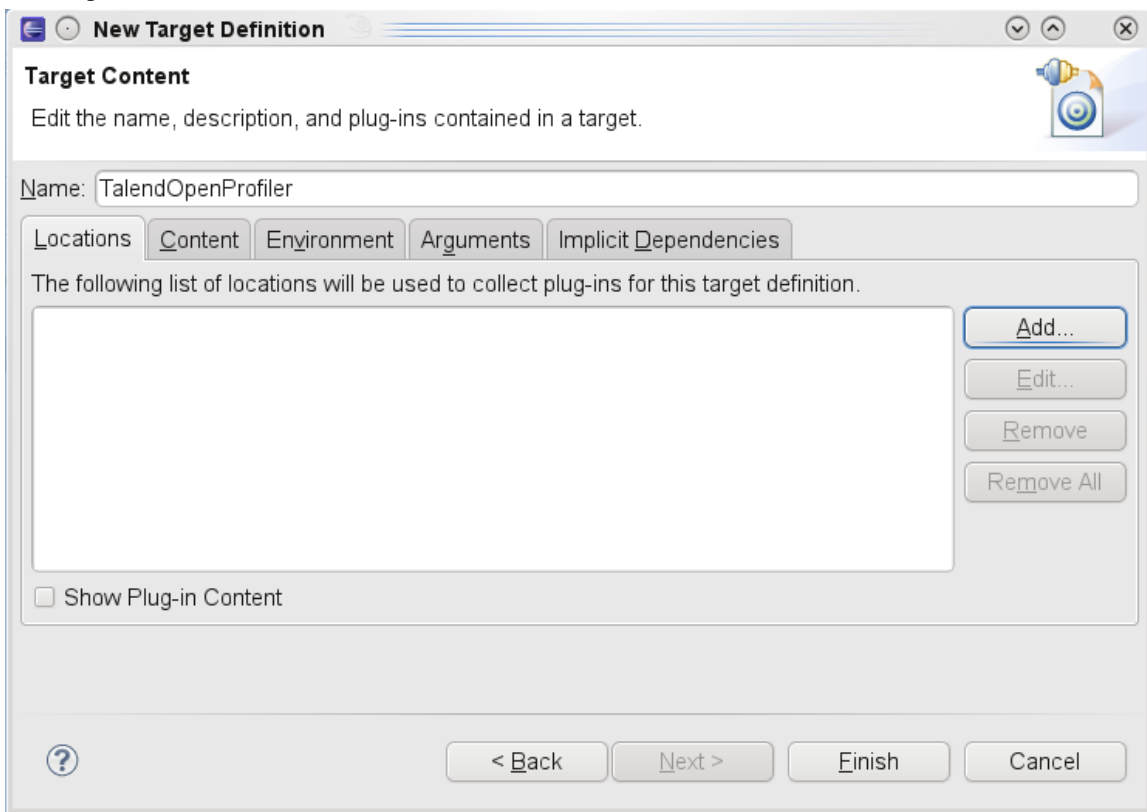 New Target Definition
Target Content
Edit the name, description, and plug-ins contained in a target.
Name: TalendOpenProfiler
Locations Content Environment Arguments Implicit Dependencies
The following list of locations will be used to collect plug-ins for this target definition.
Add...
Edit...
Remove
Remove All
Show Plug-in Content
? < Back Next > Finish Cancel